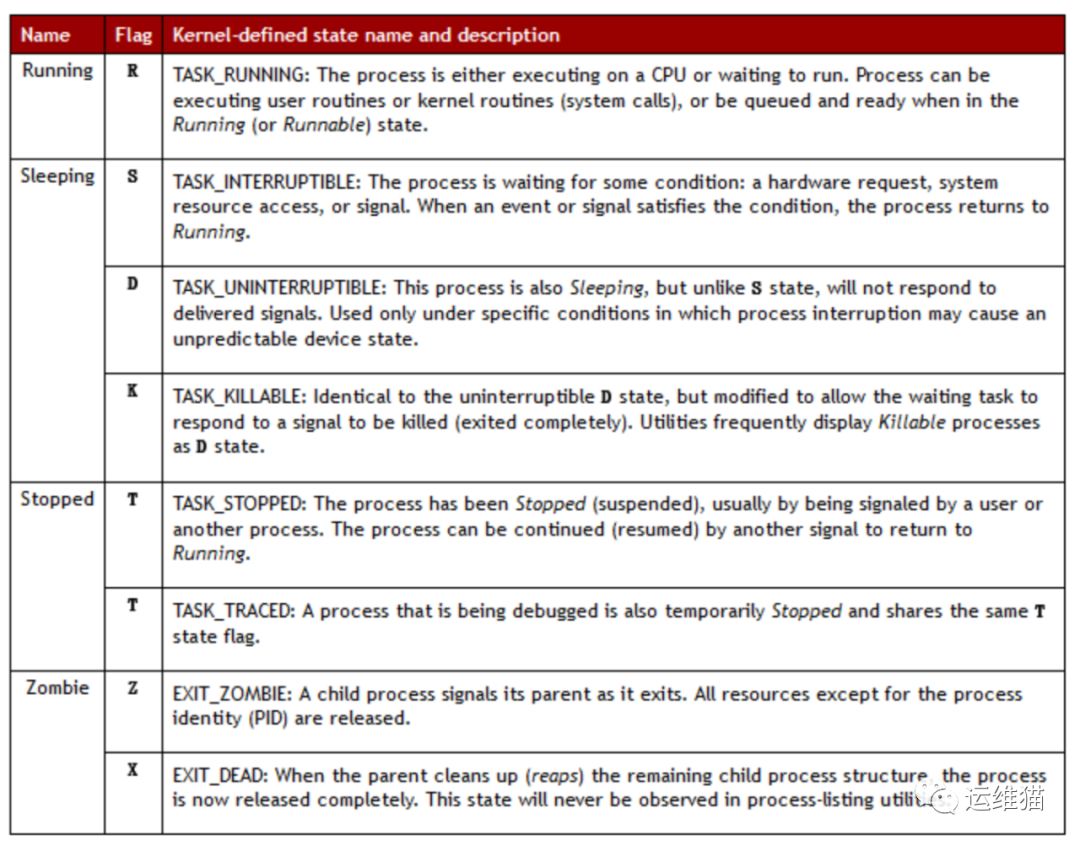 Name Flag Kernel-defined state name and description
Running R TASK_RUNNING: The process is either executing on a CPU or waiting to run. Process can be
executing user routines or kernel routines (system calls), or be queued and ready when in the
Running (or Runnable) state.
Sleeping S TASK_INTERRUPTIBLE: The process is waiting for some condition: a hardware request, system
resource access, or signal. When an event or signal satisfies the condition, the process returns to
Running.
D TASK_UNINTERRUPTIBLE: This process is also Sleeping, but unlike S state, will not respond to
delivered signals. Used only under specific conditions in which process interruption may cause an
unpredictable device state.
K TASK_KILLABLE: Identical to the uninterruptible D state, but modified to allow the waiting task to
respond to a signal to be killed (exited completely). Utilities frequently display Killable processes
as D state.
Stopped T TASK_STOPPED: The process has been Stopped (suspended), usually by being signaled by a user or
another process. The process can be continued (resumed) by another signal to return to
Running.
T TASK_TRACED: A process that is being debugged is also temporarily Stopped and shares the same T
state flag.
Zombie Z EXIT_ZOMBIE: A child process signals its parent as it exits. All resources except for the process
identity (PID) are released.
X EXIT_DEAD: When the parent cleans up (reaps) the remaining child process structure, the process
is now released completely. This state will never be observed in process-listing utilities.
运维猫